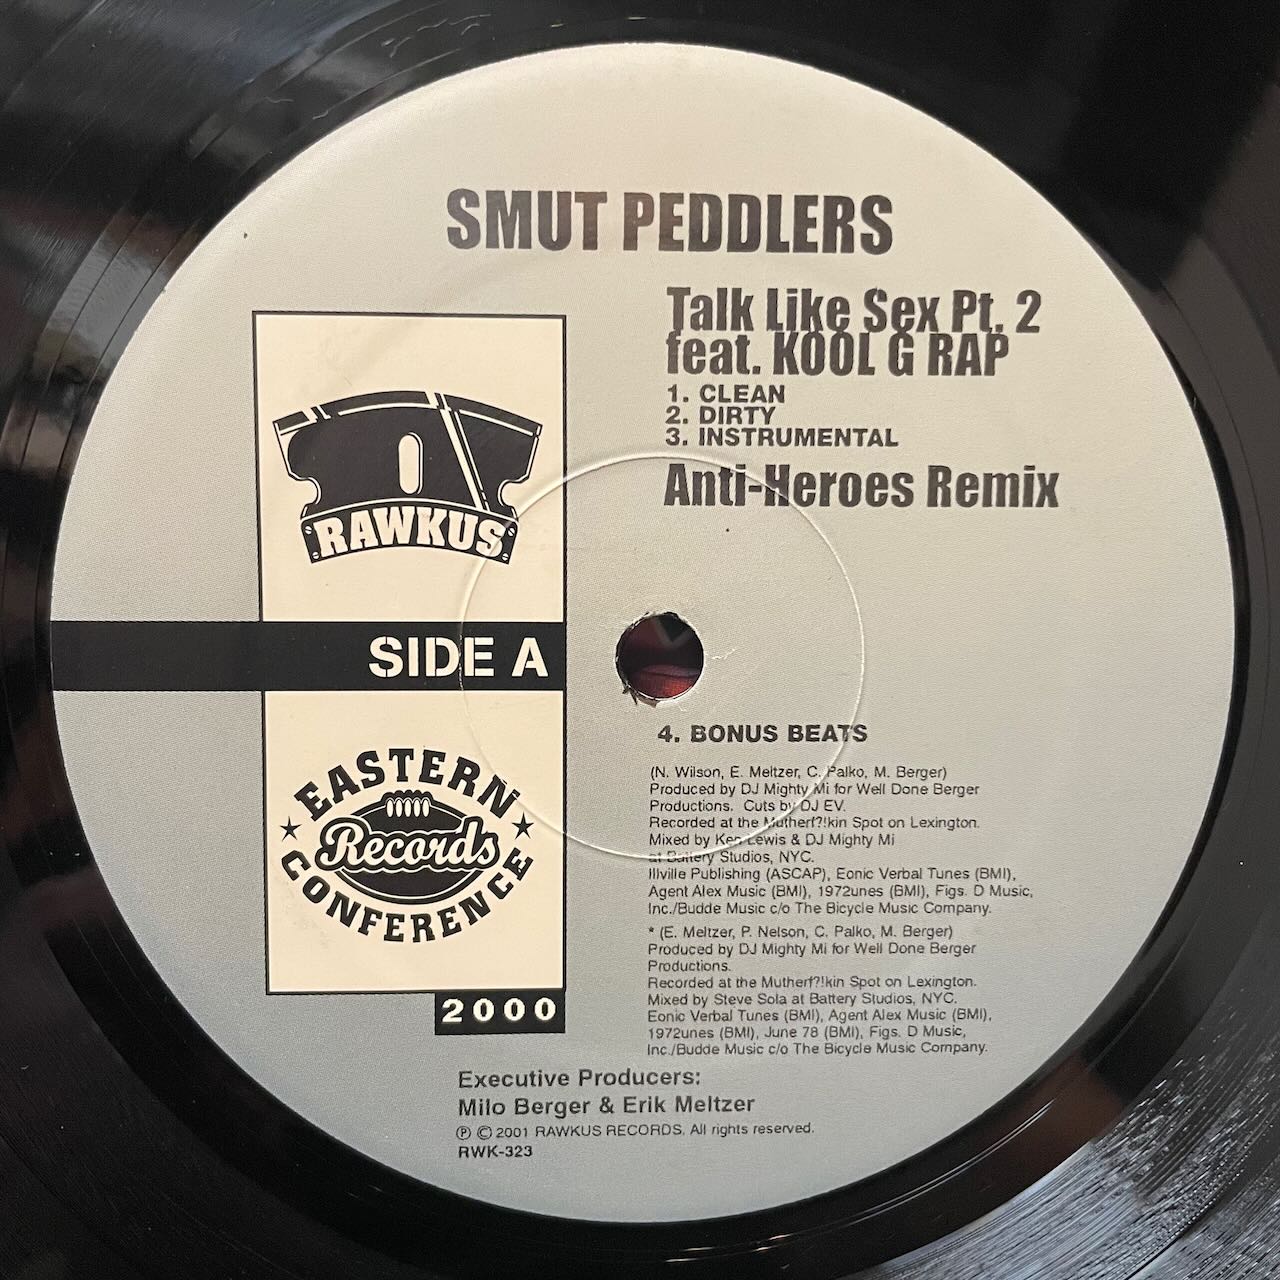 SMUT PEDDLERS
Talk Like Sex Pt. 2
feat. KOOL G RAP
1. CLEAN
2. DIRTY
3. INSTRUMENTAL
Anti-Heroes Remix
RAWKUS
SIDE A
EASTERN
Records
CONFERENCE
2000
4. BONUS BEATS
(N. Wilson, E. Meltzer, C. Palko, M. Berger)
Produced by DJ Mighty Mi for Well Done Berger
Productions. Cuts by DJ EV.
Recorded at the Mutherf?!kin Spot on Lexington.
Mixed by Ken Lewis & DJ Mighty Mi
at Battery Studios, NYC.
Illville Publishing (ASCAP), Eonic Verbal Tunes (BMI),
Agent Alex Music (BMI), 1972unes (BMI), Figs. D Music,
Inc./Budde Music c/o The Bicycle Music Company.
* (E. Meltzer, P. Nelson, C. Palko, M. Berger)
Produced by DJ Mighty Mi for Well Done Berger
Productions.
Recorded at the Mutherf?!kin Spot on Lexington.
Mixed by Steve Sola at Battery Studios, NYC.
Eonic Verbal Tunes (BMI), Agent Alex Music (BMI),
1972unes (BMI), June 78 (BMI), Figs. D Music,
Inc./Budde Music c/o The Bicycle Music Company.
Executive Producers:
Milo Berger & Erik Meltzer
℗ © 2001 RAWKUS RECORDS. All rights reserved.
RWK-323